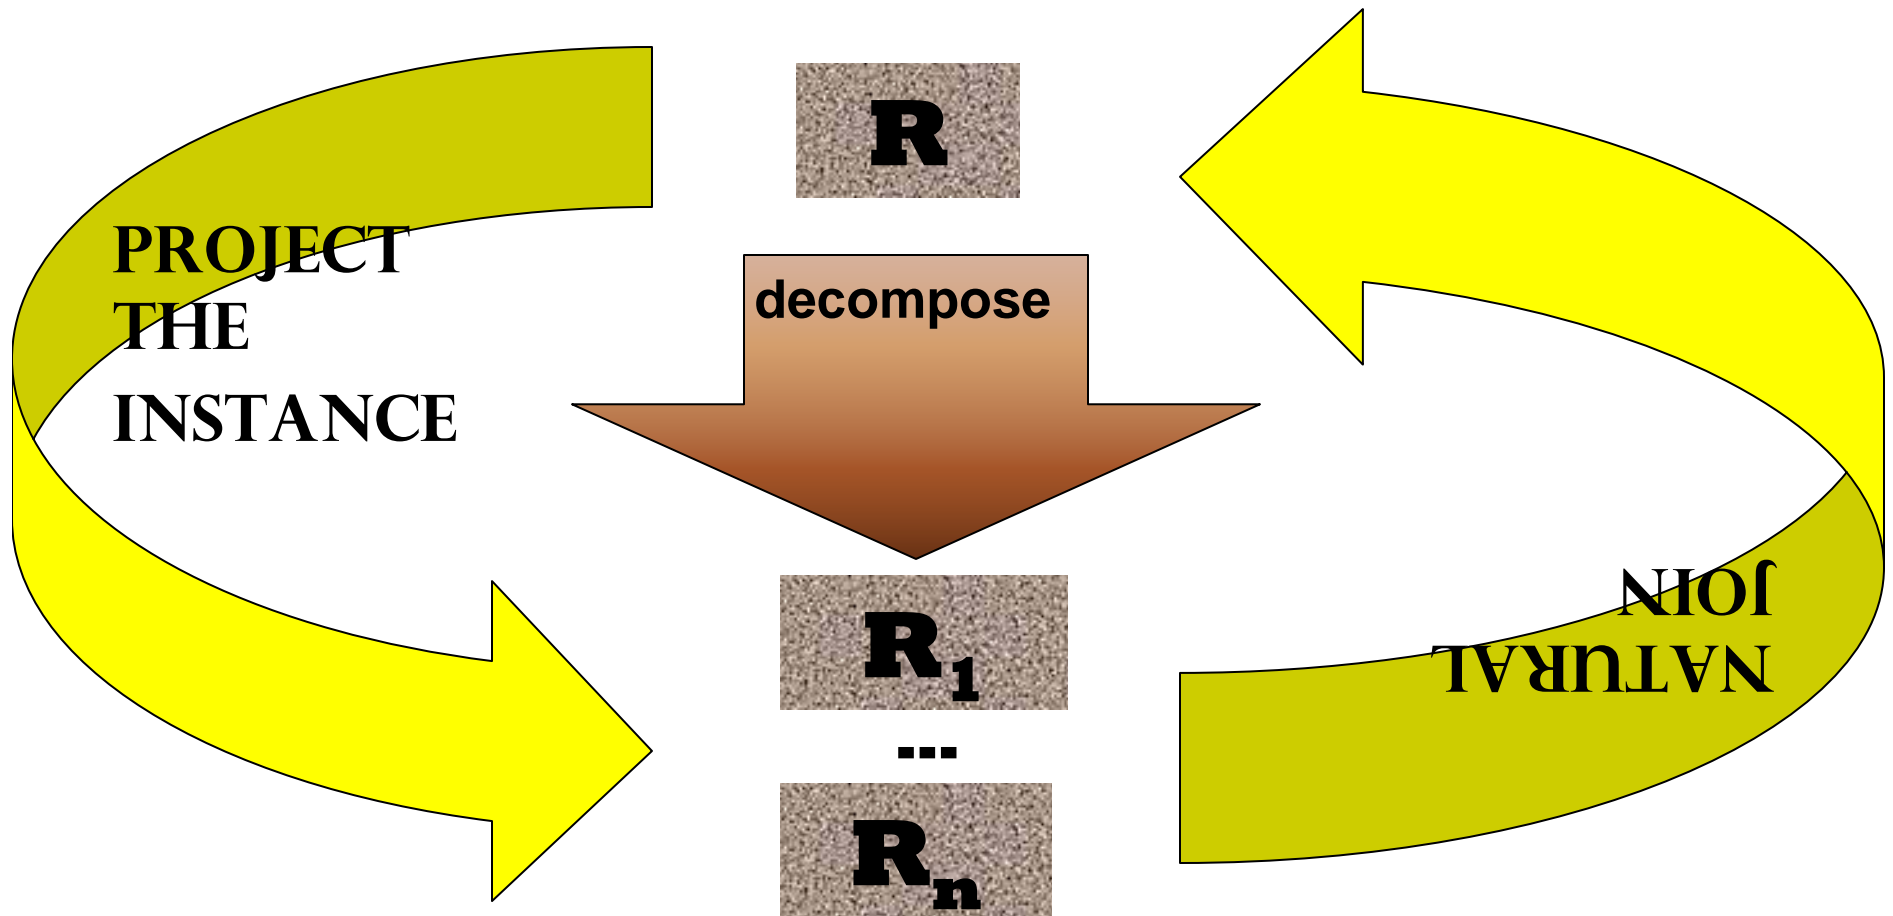 R
PROJECT
THE
INSTANCE
decompose
R₁
---
Rₙ
NATURAL
JOIN